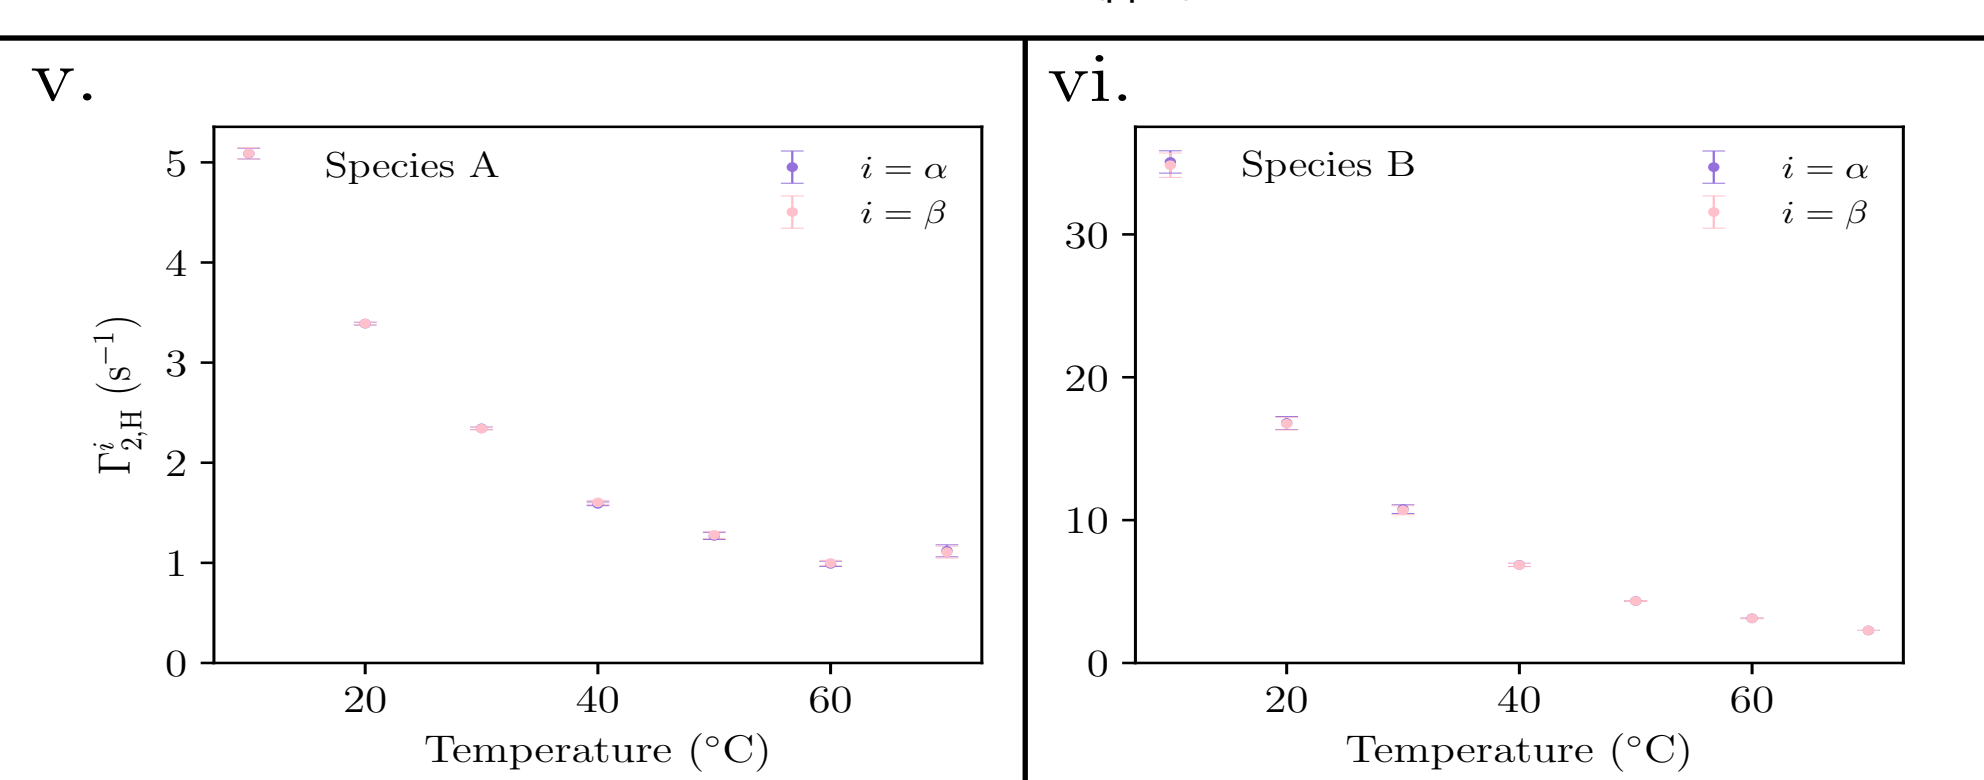 v.
Species A
i = α
i = β
5
4
3
2
1
0
Γ^i_{2,H} (s^{−1})
20 40 60
Temperature (°C)
vi.
Species B
i = α
i = β
30
20
10
0
20 40 60
Temperature (°C)